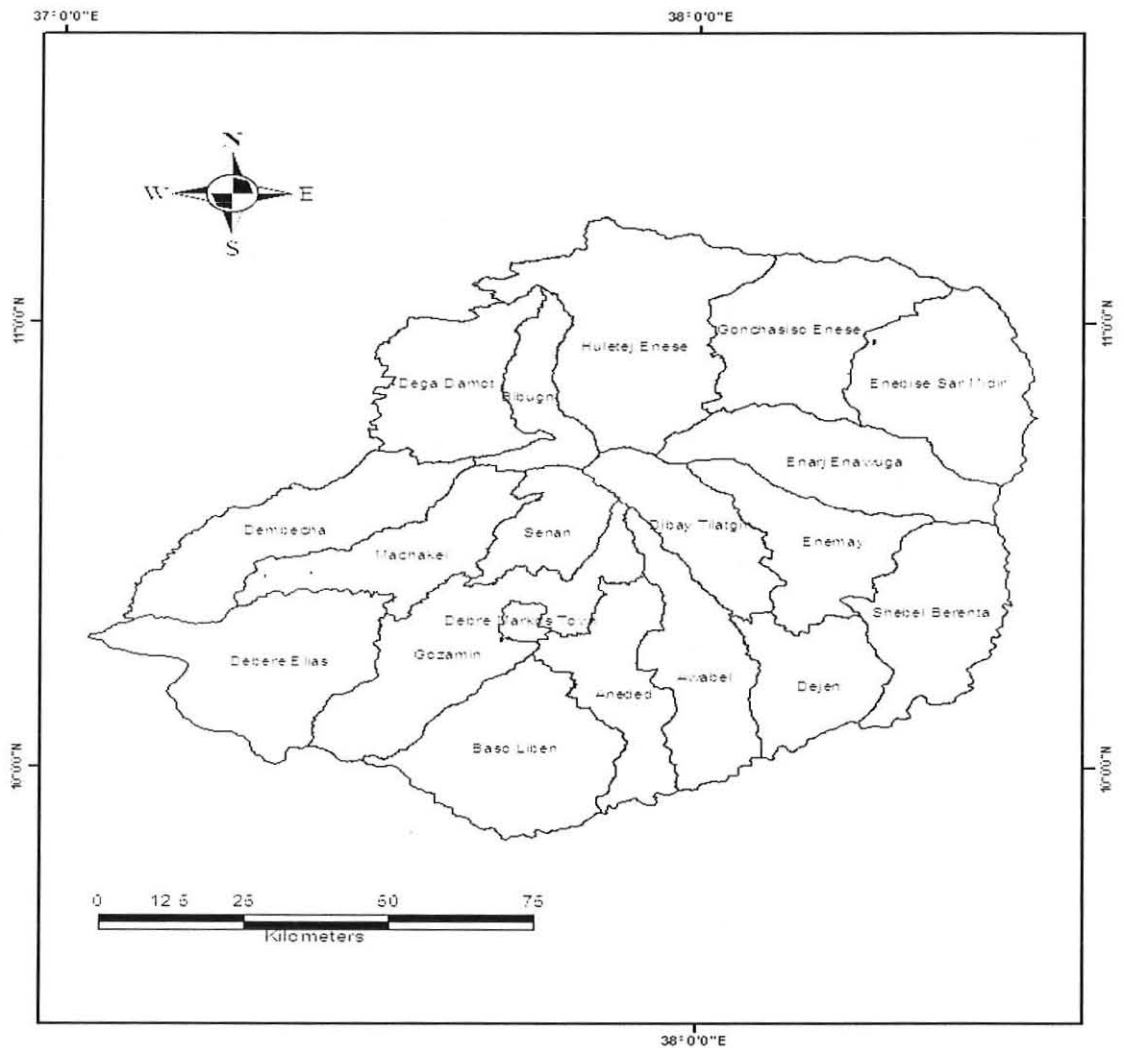 37°0'0"E
38°0'0"E
N
W
E
S
11°0'0"N
11°0'0"N
Gonchasiso Enese
Huletej Enese
Enebise Sar Midir
Dega Damot
Bibugn
Enarj Enawuga
Dembecha
Senan
Dibay Tilatgin
Enemay
Machakel
Shebel Berenta
Debre Markos Town
Gozamin
Debere Elias
Awabel
Dejen
Aneded
Baso Liben
10°0'0"N
10°0'0"N
0 12.5 25 50 75
Kilometers
38°0'0"E